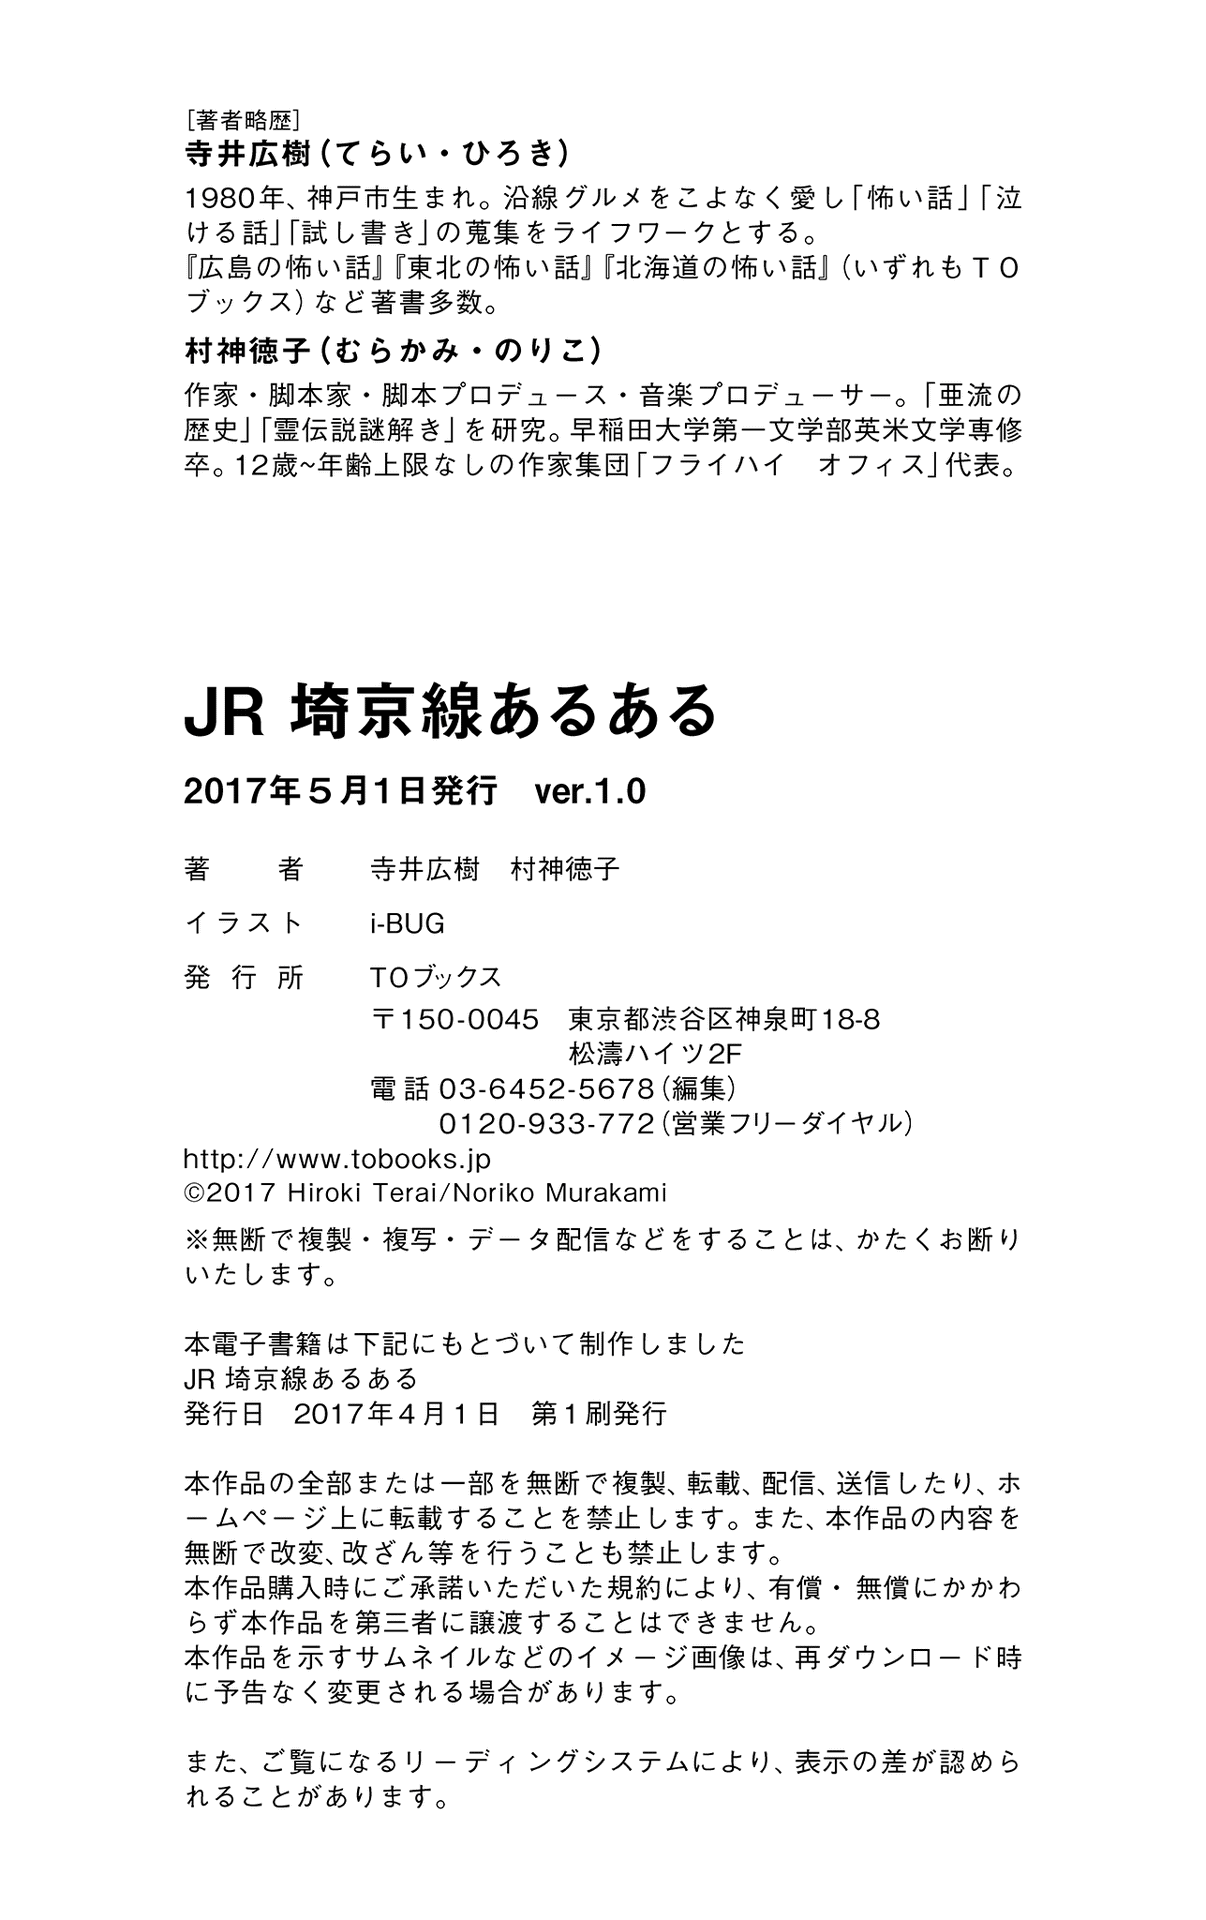 ［著者略歴］
寺井広樹（てらい・ひろき）
1980年、神戸市生まれ。沿線グルメをこよなく愛し「怖い話」「泣
ける話」「試し書き」の蒐集をライフワークとする。
『広島の怖い話』『東北の怖い話』『北海道の怖い話』（いずれもＴＯ
ブックス）など著書多数。
村神徳子（むらかみ・のりこ）
作家・脚本家・脚本プロデュース・音楽プロデューサー。「亜流の
歴史」「霊伝説謎解き」を研究。早稲田大学第一文学部英米文学専修
卒。12歳~年齢上限なしの作家集団「フライハイ　オフィス」代表。
JR 埼京線あるある
2017年５月1日発行　ver.1.0
著　者　寺井広樹　村神徳子
イラスト　i-BUG
発行所　TOブックス
〒150-0045　東京都渋谷区神泉町18-8
松濤ハイツ2F
電話 03-6452-5678（編集）
0120-933-772（営業フリーダイヤル）
http://www.tobooks.jp
©2017 Hiroki Terai/Noriko Murakami
※無断で複製・複写・データ配信などをすることは、かたくお断り
いたします。
本電子書籍は下記にもとづいて制作しました
JR 埼京線あるある
発行日　2017年４月１日　第１刷発行
本作品の全部または一部を無断で複製、転載、配信、送信したり、ホ
ームページ上に転載することを禁止します。また、本作品の内容を
無断で改変、改ざん等を行うことも禁止します。
本作品購入時にご承諾いただいた規約により、有償・ 無償にかかわ
らず本作品を第三者に譲渡することはできません。
本作品を示すサムネイルなどのイメージ画像は、再ダウンロード時
に予告なく変更される場合があります。
また、ご覧になるリーディングシステムにより、表示の差が認めら
れることがあります。